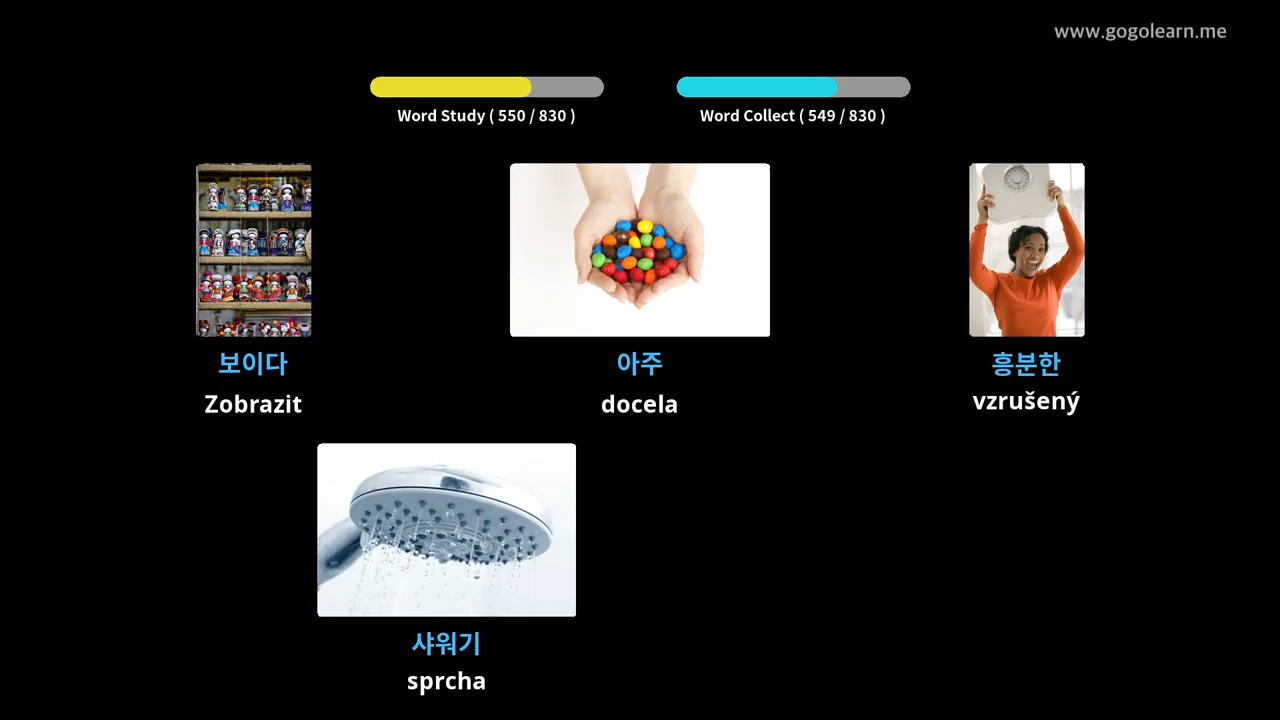 www.gogolearn.me
Word Study ( 550 / 830 )
Word Collect ( 549 / 830 )
보이다
Zobrazit
아주
docela
흥분한
vzrušený
샤워기
sprcha